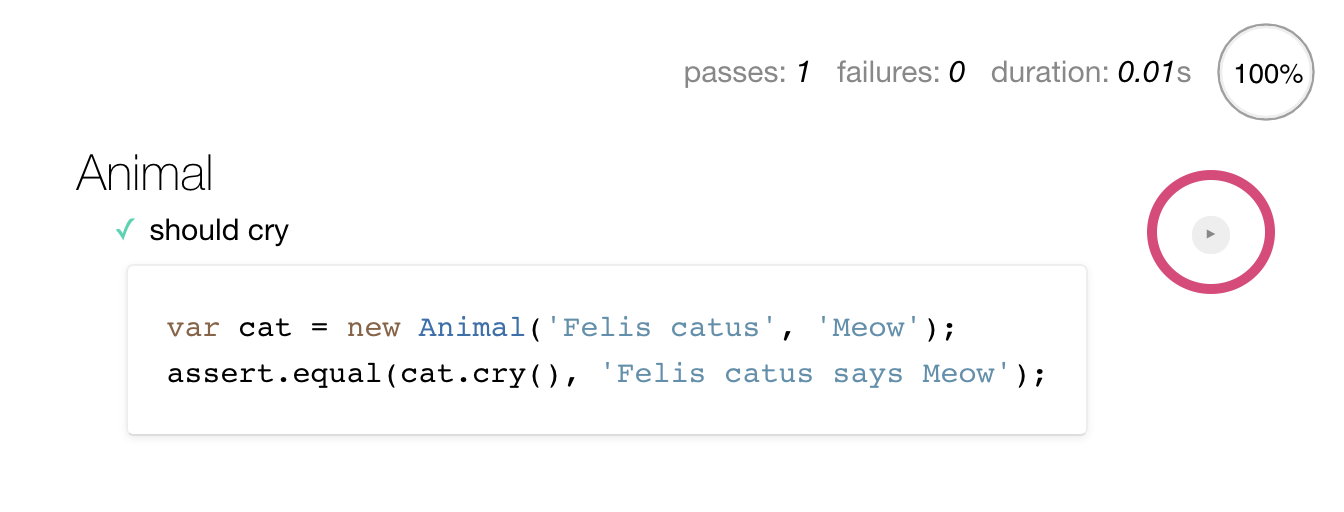 passes: 1 failures: 0 duration: 0.01s 100%
Animal
✓ should cry
var cat = new Animal('Felis catus', 'Meow');
assert.equal(cat.cry(), 'Felis catus says Meow');